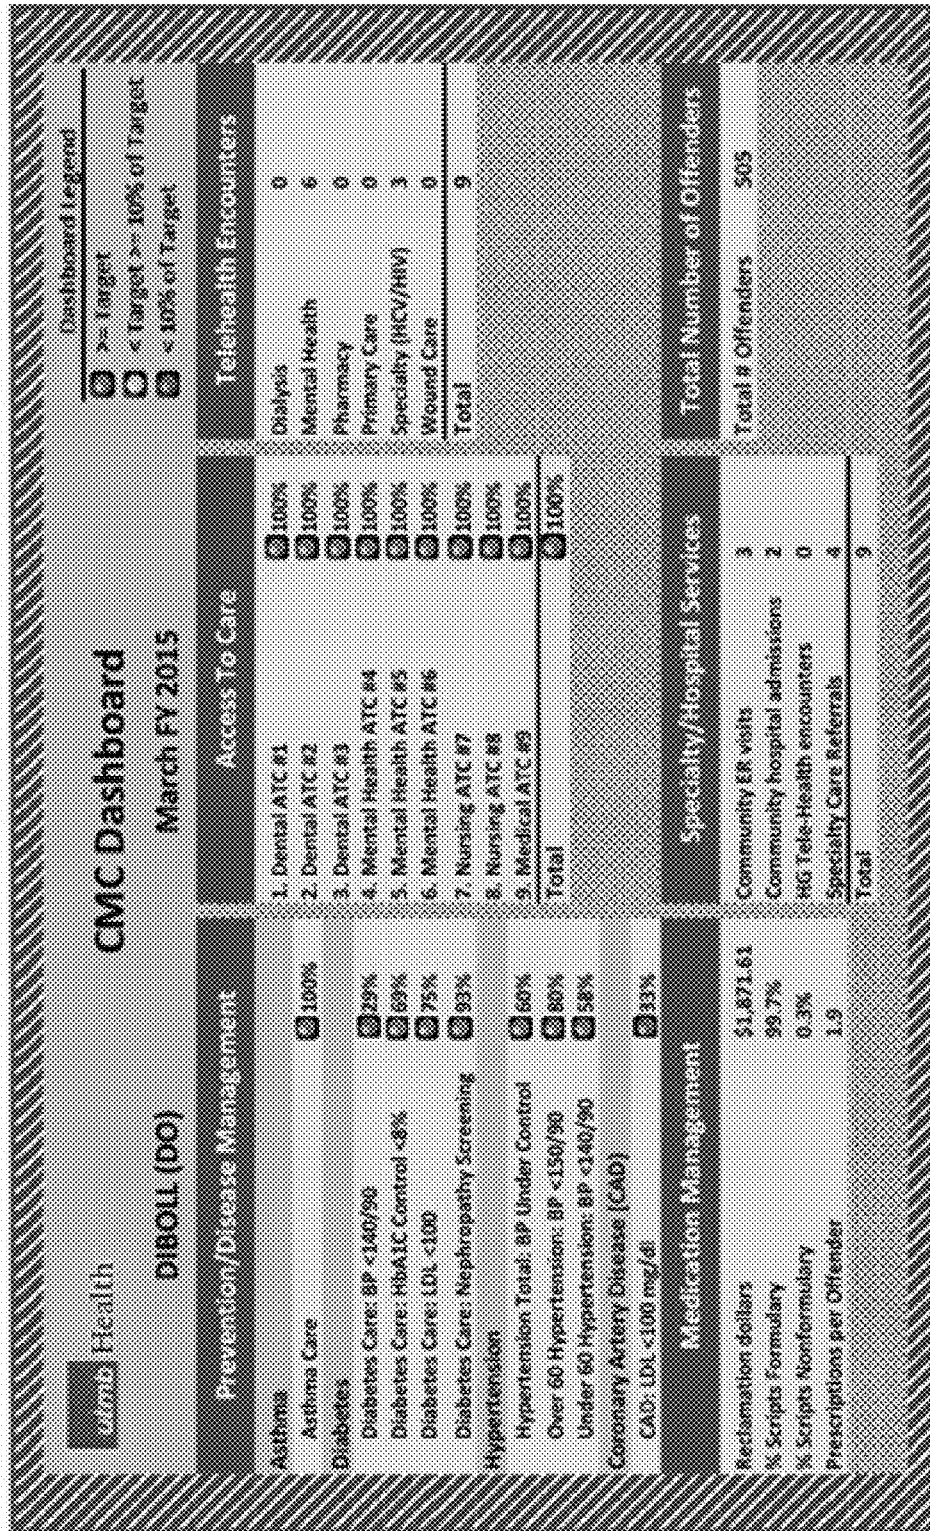 utmb Health
CMC Dashboard
DIBOLL (DO)
March FY 2015
Dashboard Legend
>= Target
< Target >= 10% of Target
< 10% of Target
Prevention/Disease Management
Asthma
Asthma Care 100%
Diabetes
Diabetes Care: BP <140/90 29%
Diabetes Care: HbA1C Control <8% 69%
Diabetes Care: LDL <100 75%
Diabetes Care: Nephropathy Screening 93%
Hypertension
Hypertension Total: BP Under Control 60%
Over 60 Hypertension: BP <150/90 80%
Under 60 Hypertension: BP <140/90 58%
Coronary Artery Disease (CAD)
CAD: LDL <100 mg/dl 33%
Access To Care
1. Dental ATC #1 100%
2. Dental ATC #2 100%
3. Dental ATC #3 100%
4. Mental Health ATC #4 100%
5. Mental Health ATC #5 100%
6. Mental Health ATC #6 100%
7. Nursing ATC #7 100%
8. Nursing ATC #8 100%
9. Medical ATC #9 100%
Total 100%
Telehealth Encounters
Dialysis 0
Mental Health 6
Pharmacy 0
Primary Care 0
Specialty (HCV/HIV) 3
Wound Care 0
Total 9
Medication Management
Reclamation dollars $1,871.61
% Scripts Formulary 99.7%
% Scripts Nonformulary 0.3%
Prescriptions per Offender 1.9
Specialty/Hospital Services
Community ER visits 3
Community hospital admissions 2
HG Tele-Health encounters 0
Specialty Care Referrals 4
Total 9
Total Number of Offenders
Total # Offenders 505